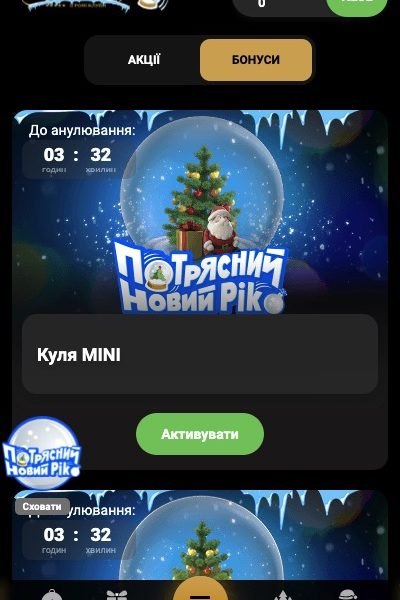 0
АКЦІЇ
БОНУСИ
До анулювання:
03 : 32
годин хвилин
ПОТРЯСНИЙ
НОВИЙ РІК
Куля MINI
Активувати
ПОТРЯСНИЙ
НОВИЙ РІК
Сховати
анулювання:
03 : 32
годин хвилин